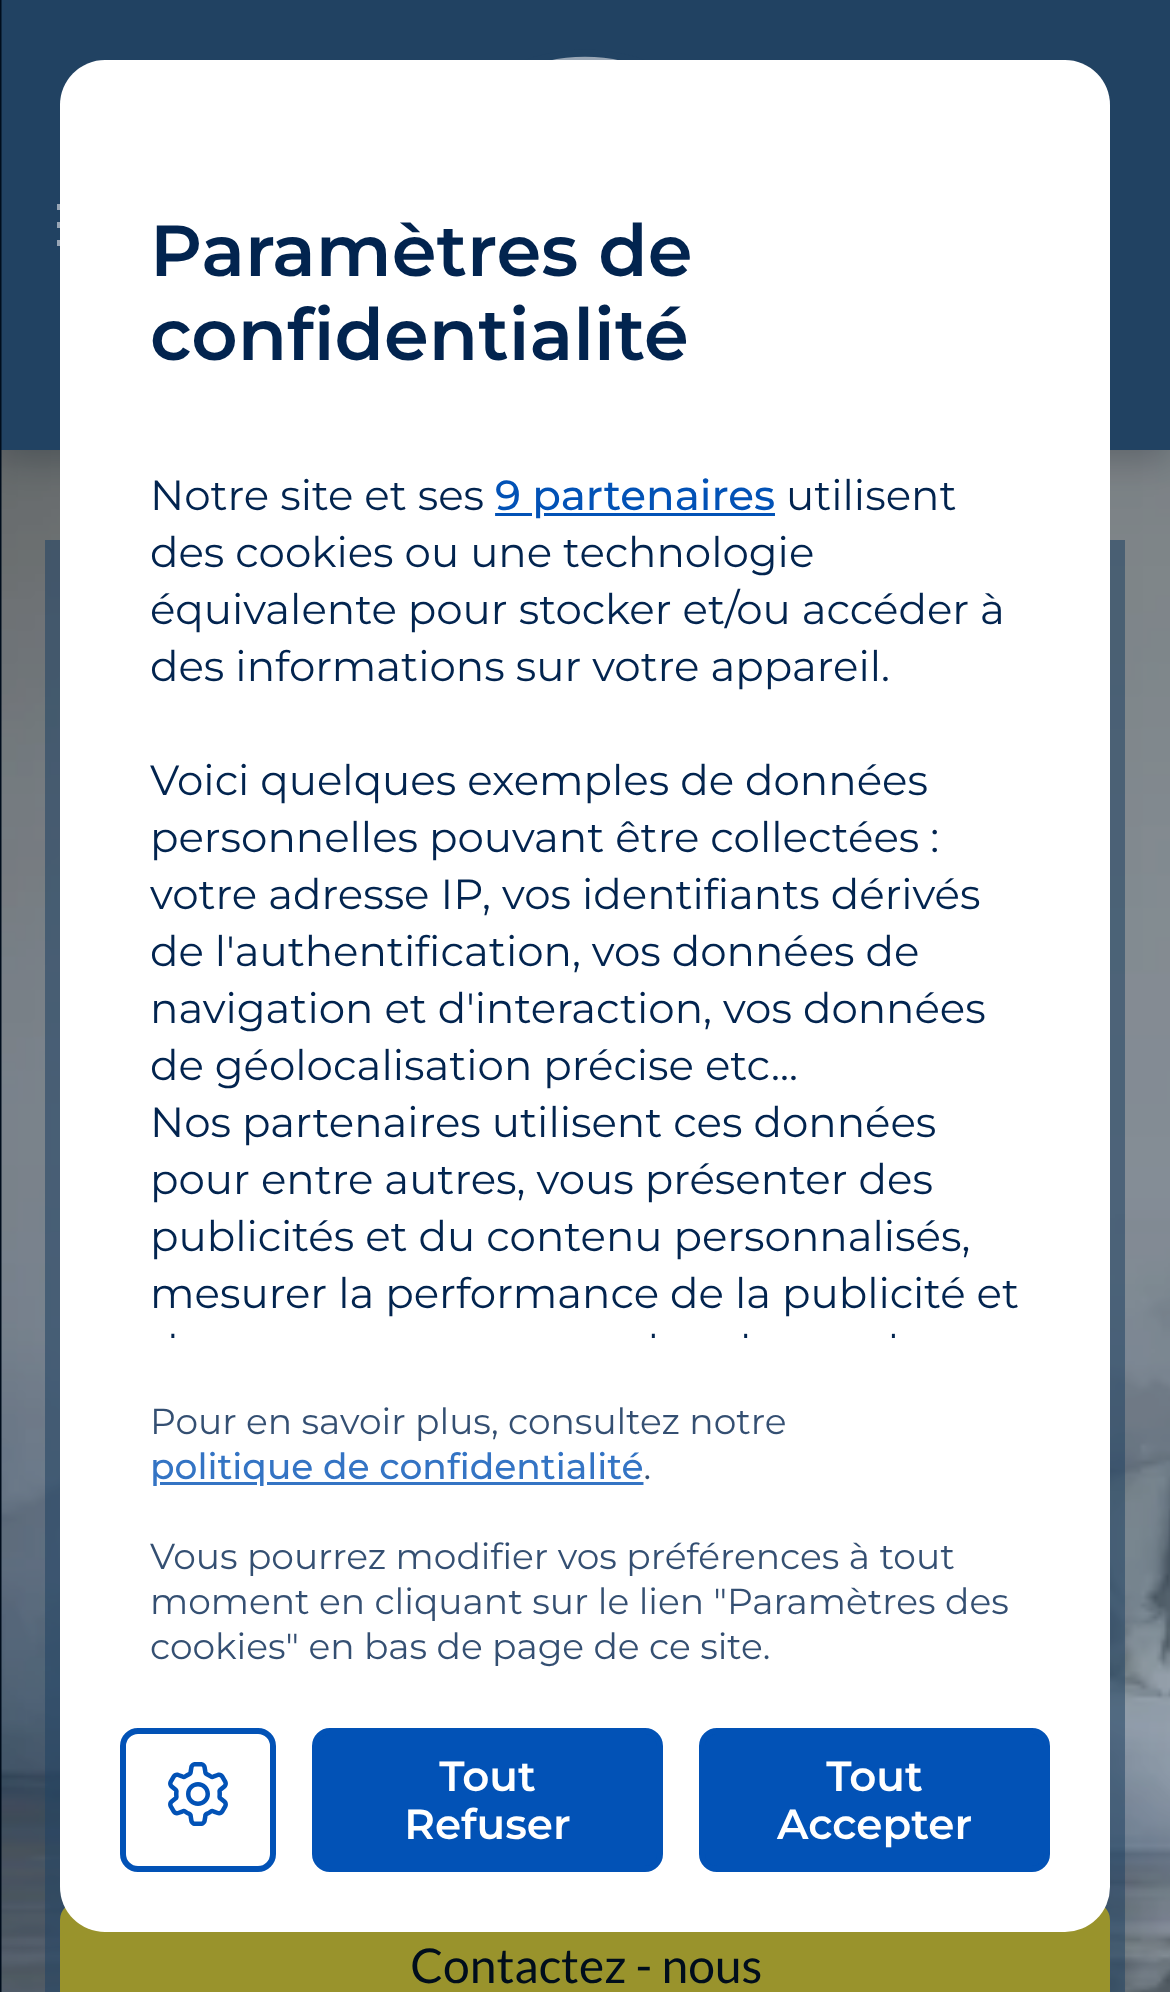 Paramètres de
confidentialité
Notre site et ses 9 partenaires utilisent
des cookies ou une technologie
équivalente pour stocker et/ou accéder à
des informations sur votre appareil.
Voici quelques exemples de données
personnelles pouvant être collectées :
votre adresse IP, vos identifiants dérivés
de l'authentification, vos données de
navigation et d'interaction, vos données
de géolocalisation précise etc...
Nos partenaires utilisent ces données
pour entre autres, vous présenter des
publicités et du contenu personnalisés,
mesurer la performance de la publicité et
Pour en savoir plus, consultez notre
politique de confidentialité.
Vous pourrez modifier vos préférences à tout
moment en cliquant sur le lien "Paramètres des
cookies" en bas de page de ce site.
Tout
Refuser
Tout
Accepter
Contactez - nous